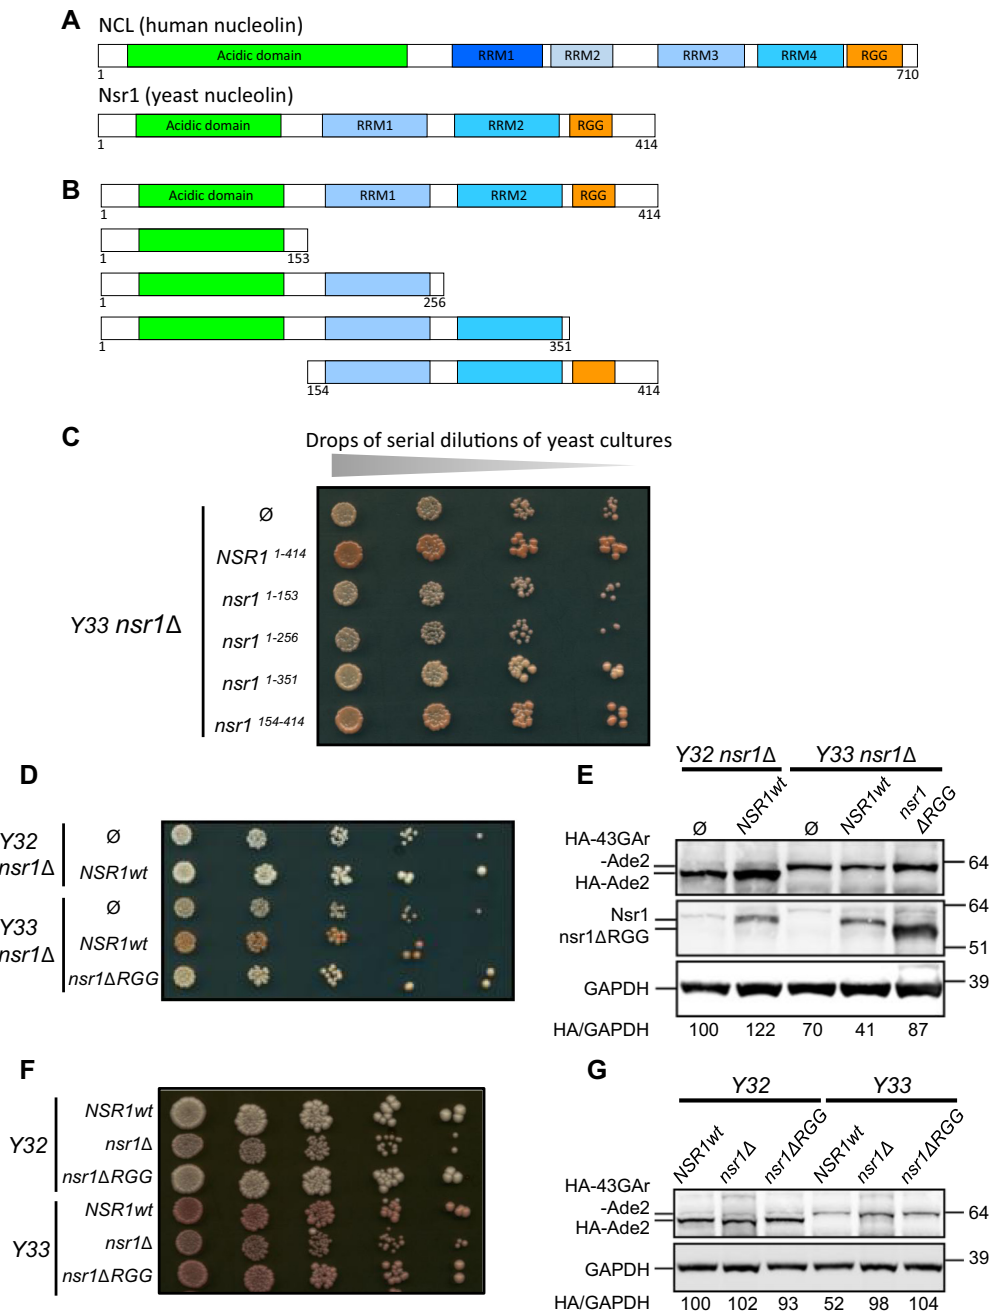 A
NCL (human nucleolin)
Acidic domain RRM1 RRM2 RRM3 RRM4 RGG
1 710
Nsr1 (yeast nucleolin)
Acidic domain RRM1 RRM2 RGG
1 414
B
Acidic domain RRM1 RRM2 RGG
1 414
1 153
1 256
1 351
154 414
C
Drops of serial dilutions of yeast cultures
Y33 nsr1Δ
Ø
NSR1 1-414
nsr1 1-153
nsr1 1-256
nsr1 1-351
nsr1 154-414
D
Y32 nsr1Δ
Ø
NSR1wt
Y33 nsr1Δ
Ø
NSR1wt
nsr1ΔRGG
E
Y32 nsr1Δ Y33 nsr1Δ
Ø NSR1wt Ø NSR1wt nsr1 ΔRGG
HA-43GAr
-Ade2
HA-Ade2
64
Nsr1
nsr1ΔRGG
64
51
GAPDH
39
HA/GAPDH 100 122 70 41 87
F
Y32
NSR1wt
nsr1Δ
nsr1ΔRGG
Y33
NSR1wt
nsr1Δ
nsr1ΔRGG
G
Y32 Y33
NSR1wt nsr1Δ nsr1ΔRGG NSR1wt nsr1Δ nsr1ΔRGG
HA-43GAr
-Ade2
HA-Ade2
64
GAPDH
39
HA/GAPDH 100 102 93 52 98 104